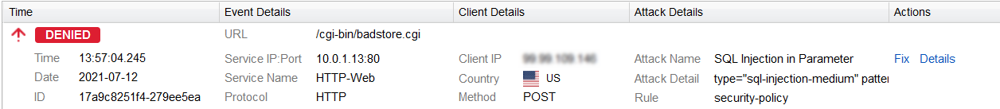 Time Event Details Client Details Attack Details Actions
DENIED URL /cgi-bin/badstore.cgi
Time 13:57:04.245 Service IP:Port 10.0.1.13:80 Client IP Attack Name SQL Injection in Parameter Fix Details
Date 2021-07-12 Service Name HTTP-Web Country US Attack Detail type="sql-injection-medium" patter
ID 17a9c8251f4-279ee5ea Protocol HTTP Method POST Rule security-policy